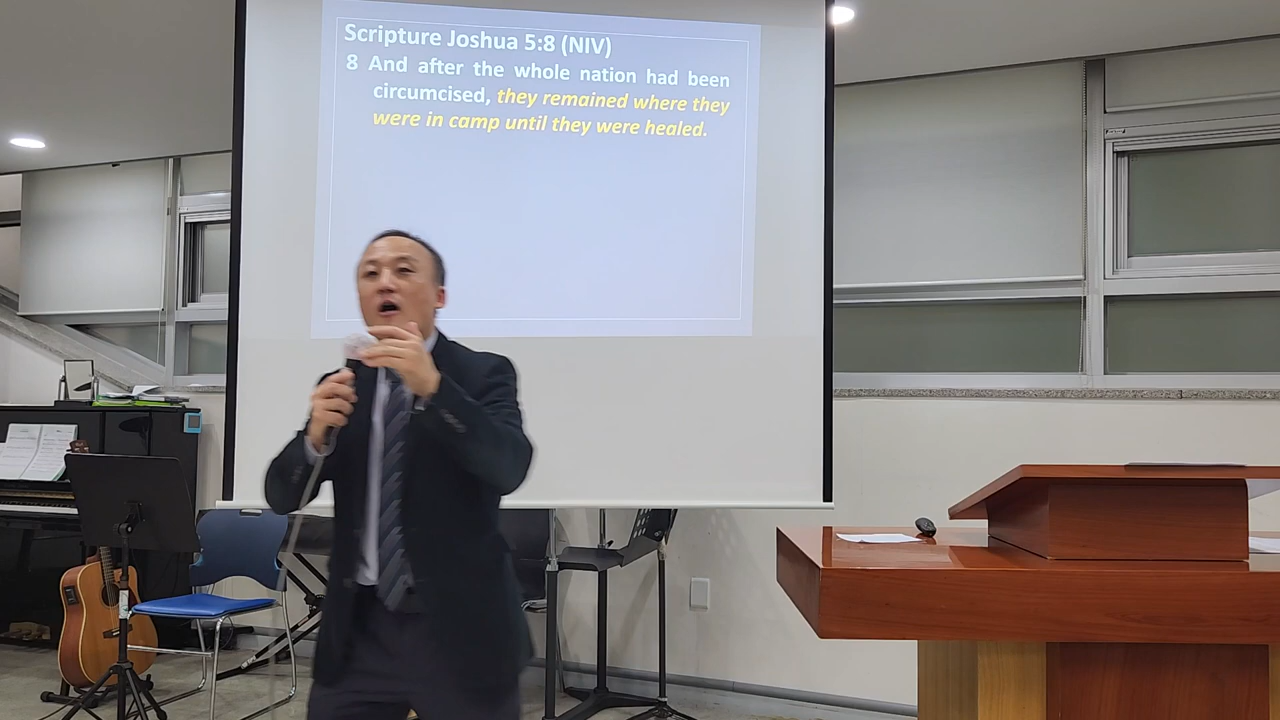 Scripture Joshua 5:8 (NIV)
8 And after the whole nation had been
circumcised, they remained where they
were in camp until they were healed.